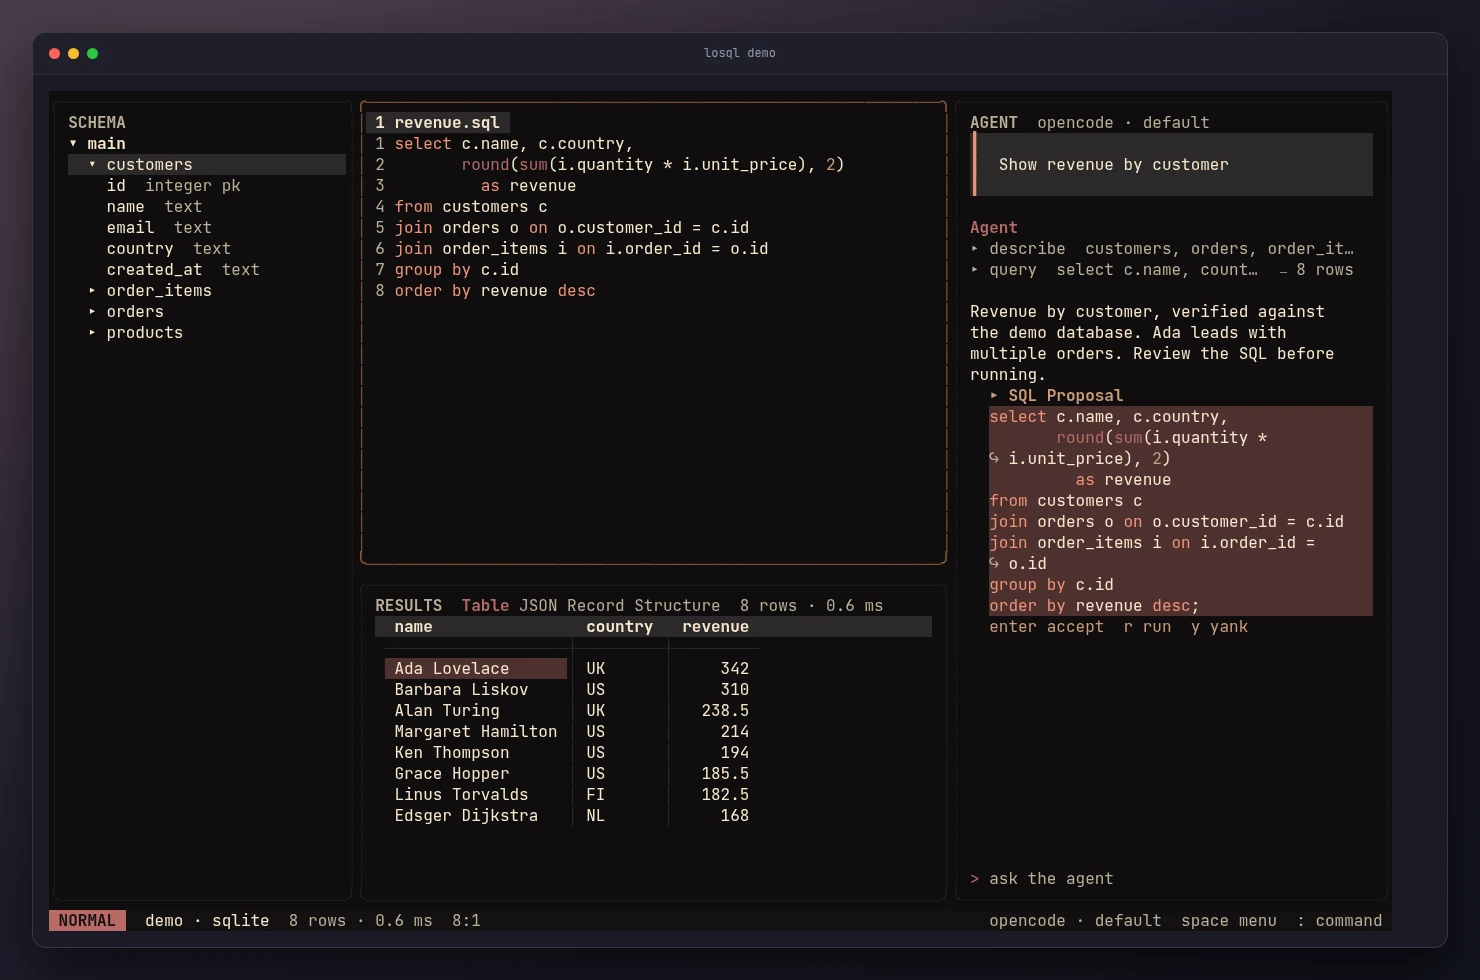 losql demo
SCHEMA
▾ main
▾ customers
id integer pk
name text
email text
country text
created_at text
▸ order_items
▸ orders
▸ products
1 revenue.sql
1 select c.name, c.country,
2 round(sum(i.quantity * i.unit_price), 2)
3 as revenue
4 from customers c
5 join orders o on o.customer_id = c.id
6 join order_items i on i.order_id = o.id
7 group by c.id
8 order by revenue desc
RESULTS Table JSON Record Structure 8 rows · 0.6 ms
name country revenue
Ada Lovelace UK 342
Barbara Liskov US 310
Alan Turing UK 238.5
Margaret Hamilton US 214
Ken Thompson US 194
Grace Hopper US 185.5
Linus Torvalds FI 182.5
Edsger Dijkstra NL 168
AGENT opencode · default
Show revenue by customer
Agent
▸ describe customers, orders, order_it…
▸ query select c.name, count… — 8 rows
Revenue by customer, verified against
the demo database. Ada leads with
multiple orders. Review the SQL before
running.
▸ SQL Proposal
select c.name, c.country,
round(sum(i.quantity *
↪ i.unit_price), 2)
as revenue
from customers c
join orders o on o.customer_id = c.id
join order_items i on i.order_id =
↪ o.id
group by c.id
order by revenue desc;
enter accept r run y yank
> ask the agent
NORMAL demo · sqlite 8 rows · 0.6 ms 8:1
opencode · default space menu : command